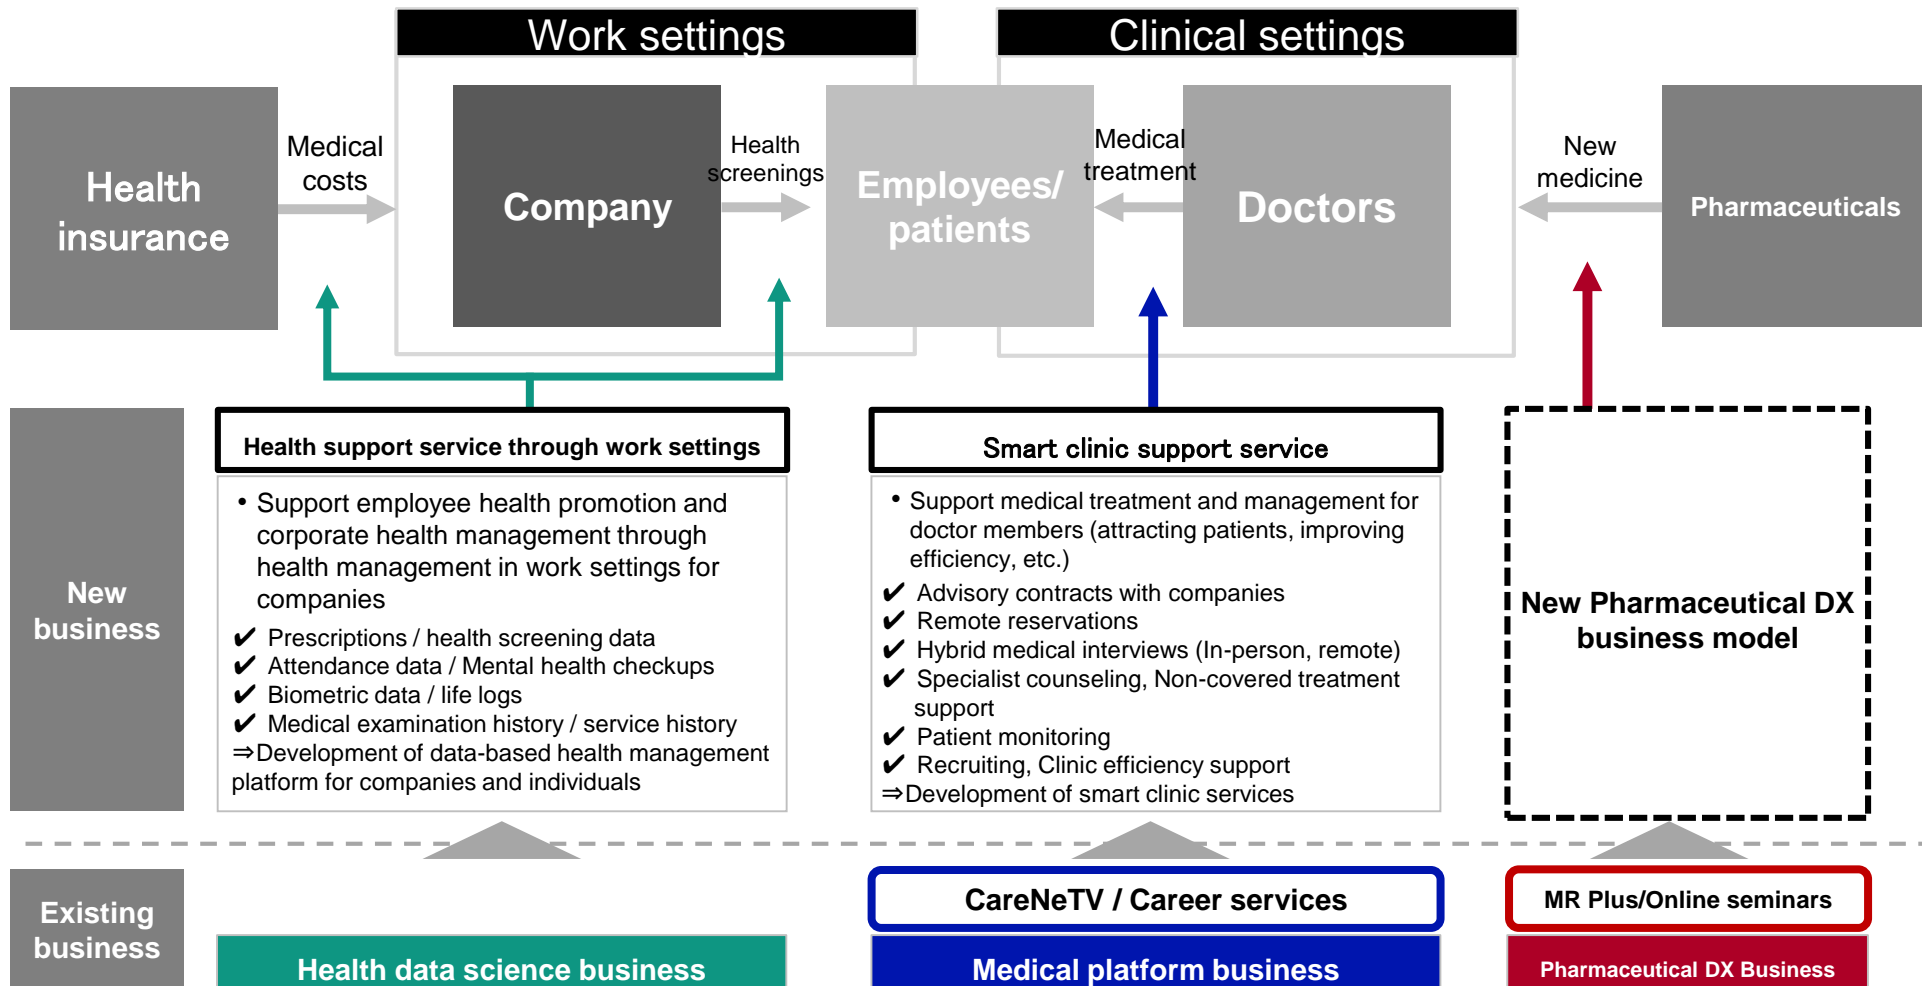 Work settings
Clinical settings
Health
insurance
Medical
costs
Company
Health
screenings
Employees/
patients
Medical
treatment
Doctors
New
medicine
Pharmaceuticals
New
business
Health support service through work settings
• Support employee health promotion and
corporate health management through
health management in work settings for
companies
✔ Prescriptions / health screening data
✔ Attendance data / Mental health checkups
✔ Biometric data / life logs
✔ Medical examination history / service history
⇒Development of data-based health management
platform for companies and individuals
Smart clinic support service
• Support medical treatment and management for
doctor members (attracting patients, improving
efficiency, etc.)
✔ Advisory contracts with companies
✔ Remote reservations
✔ Hybrid medical interviews (In-person, remote)
✔ Specialist counseling, Non-covered treatment
support
✔ Patient monitoring
✔ Recruiting, Clinic efficiency support
⇒Development of smart clinic services
New Pharmaceutical DX
business model
Existing
business
Health data science business
CareNeTV / Career services
Medical platform business
MR Plus/Online seminars
Pharmaceutical DX Business